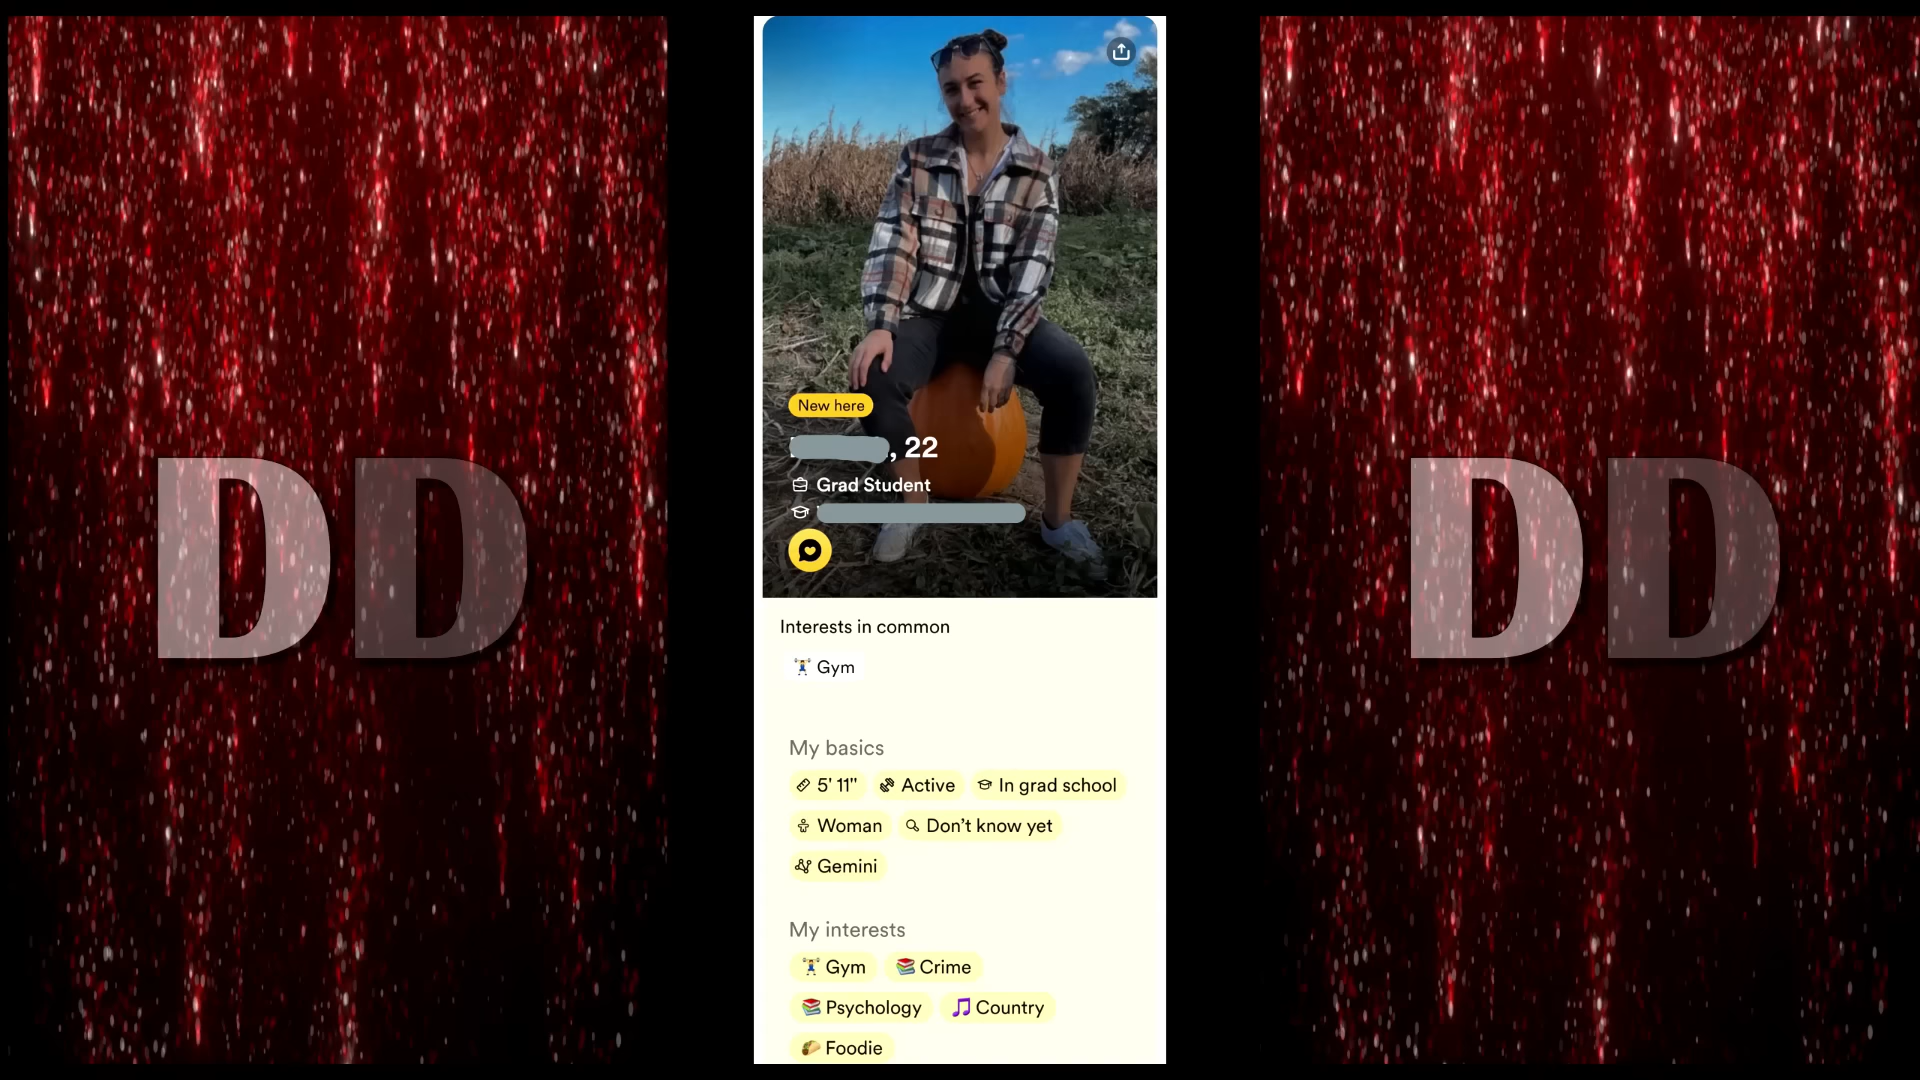 New here
, 22
Grad Student
DD
DD
Interests in common
Gym
My basics
5' 11"
Active
In grad school
Woman
Don't know yet
Gemini
My interests
Gym
Crime
Psychology
Country
Foodie